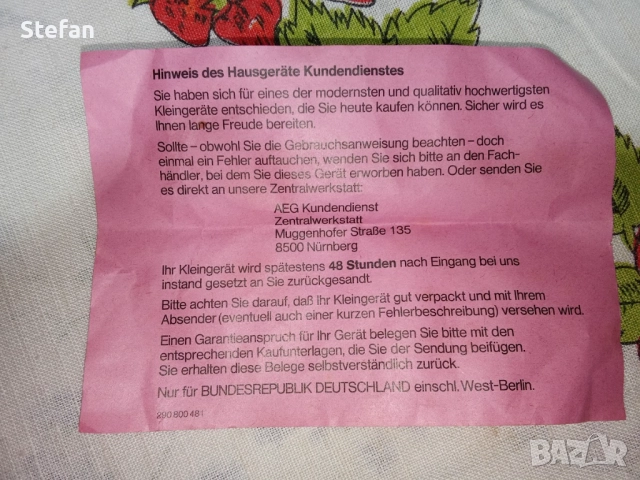 Stefan
Hinweis des Hausgeräte Kundendienstes
Sie haben sich für eines der modernsten und qualitativ hochwertigsten
Kleingeräte entschieden, die Sie heute kaufen können. Sicher wird es
Ihnen lange Freude bereiten.
Sollte – obwohl Sie die Gebrauchsanweisung beachten – doch
einmal ein Fehler auftauchen, wenden Sie sich bitte an den Fach-
händler, bei dem Sie dieses Gerät erworben haben. Oder senden Sie
es direkt an unsere Zentralwerkstatt:
AEG Kundendienst
Zentralwerkstatt
Muggenhofer Straße 135
8500 Nürnberg
Ihr Kleingerät wird spätestens 48 Stunden nach Eingang bei uns
instand gesetzt an Sie zurückgesandt.
Bitte achten Sie darauf, daß ihr Kleingerät gut verpackt und mit Ihrem
Absender (eventuell auch einer kurzen Fehlerbeschreibung) versehen wird.
Einen Garantieanspruch für Ihr Gerät belegen Sie bitte mit den
entsprechenden Kaufunterlagen, die Sie der Sendung beifügen.
Sie erhalten diese Belege selbstverständlich zurück.
Nur für BUNDESREPUBLIK DEUTSCHLAND einschl. West-Berlin.
290 800 481
BAZAR